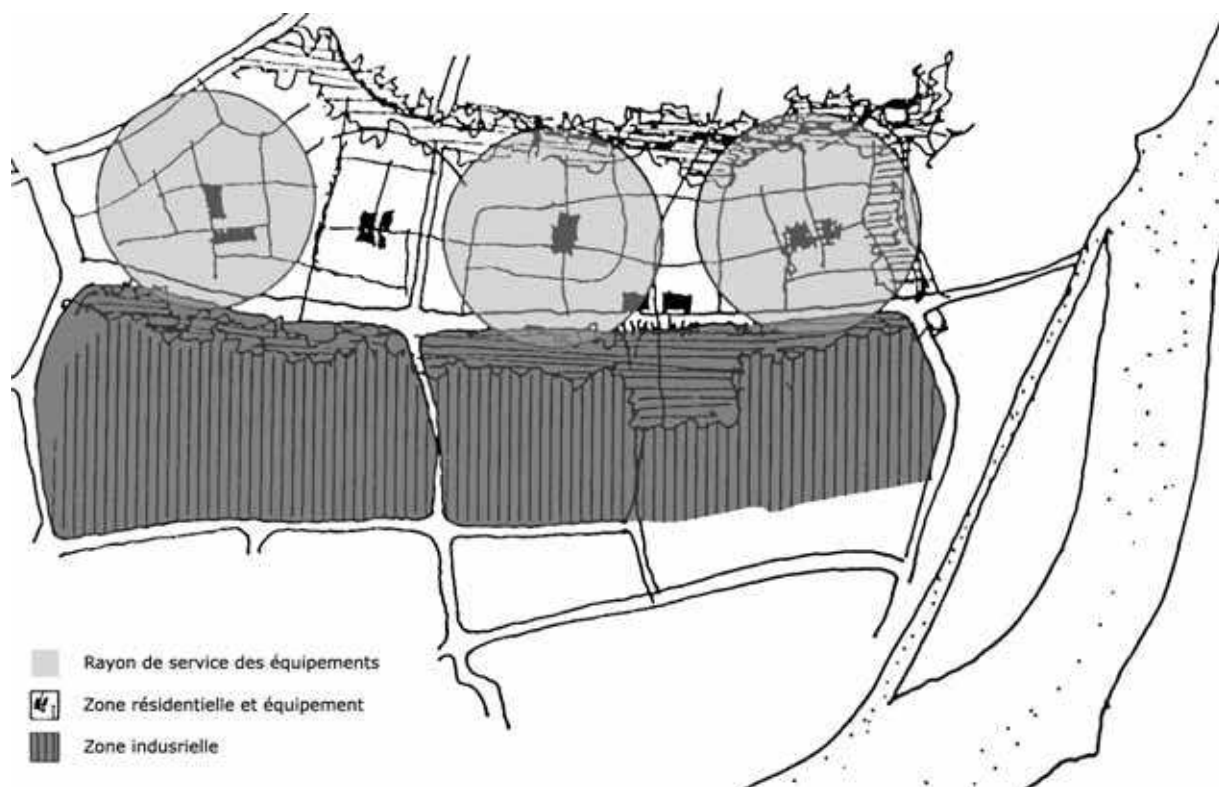 Rayon de service des équipements
Zone résidentielle et équipement
Zone indusrielle